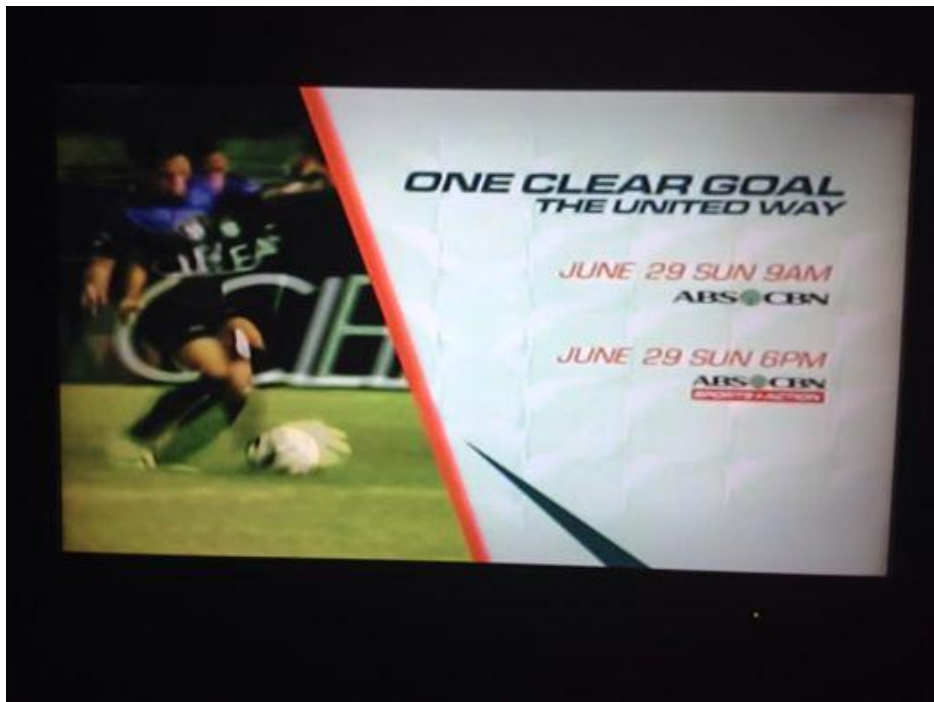 ONE CLEAR GOAL
THE UNITED WAY
JUNE 29 SUN 9AM
ABS CBN
JUNE 29 SUN 6PM
ABS CBN
SPORTS+ACTION